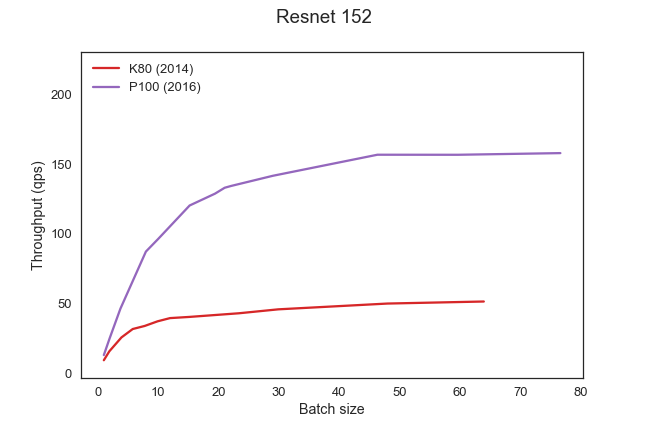 Resnet 152
K80 (2014)
P100 (2016)
200
150
100
50
0
Throughput (qps)
0 10 20 30 40 50 60 70 80
Batch size